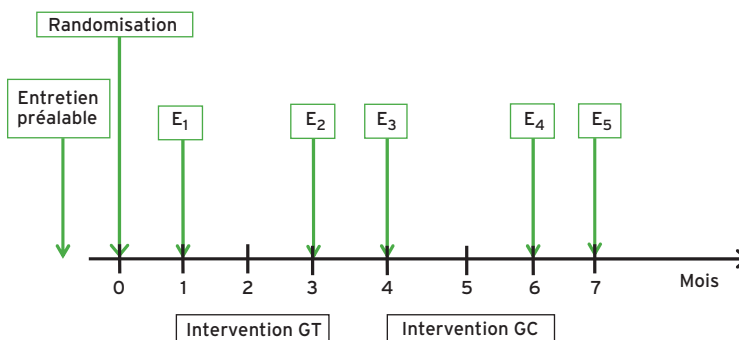 Randomisation
Entretien
préalable
E1
E2
E3
E4
E5
0 1 2 3 4 5 6 7
Mois
Intervention GT
Intervention GC